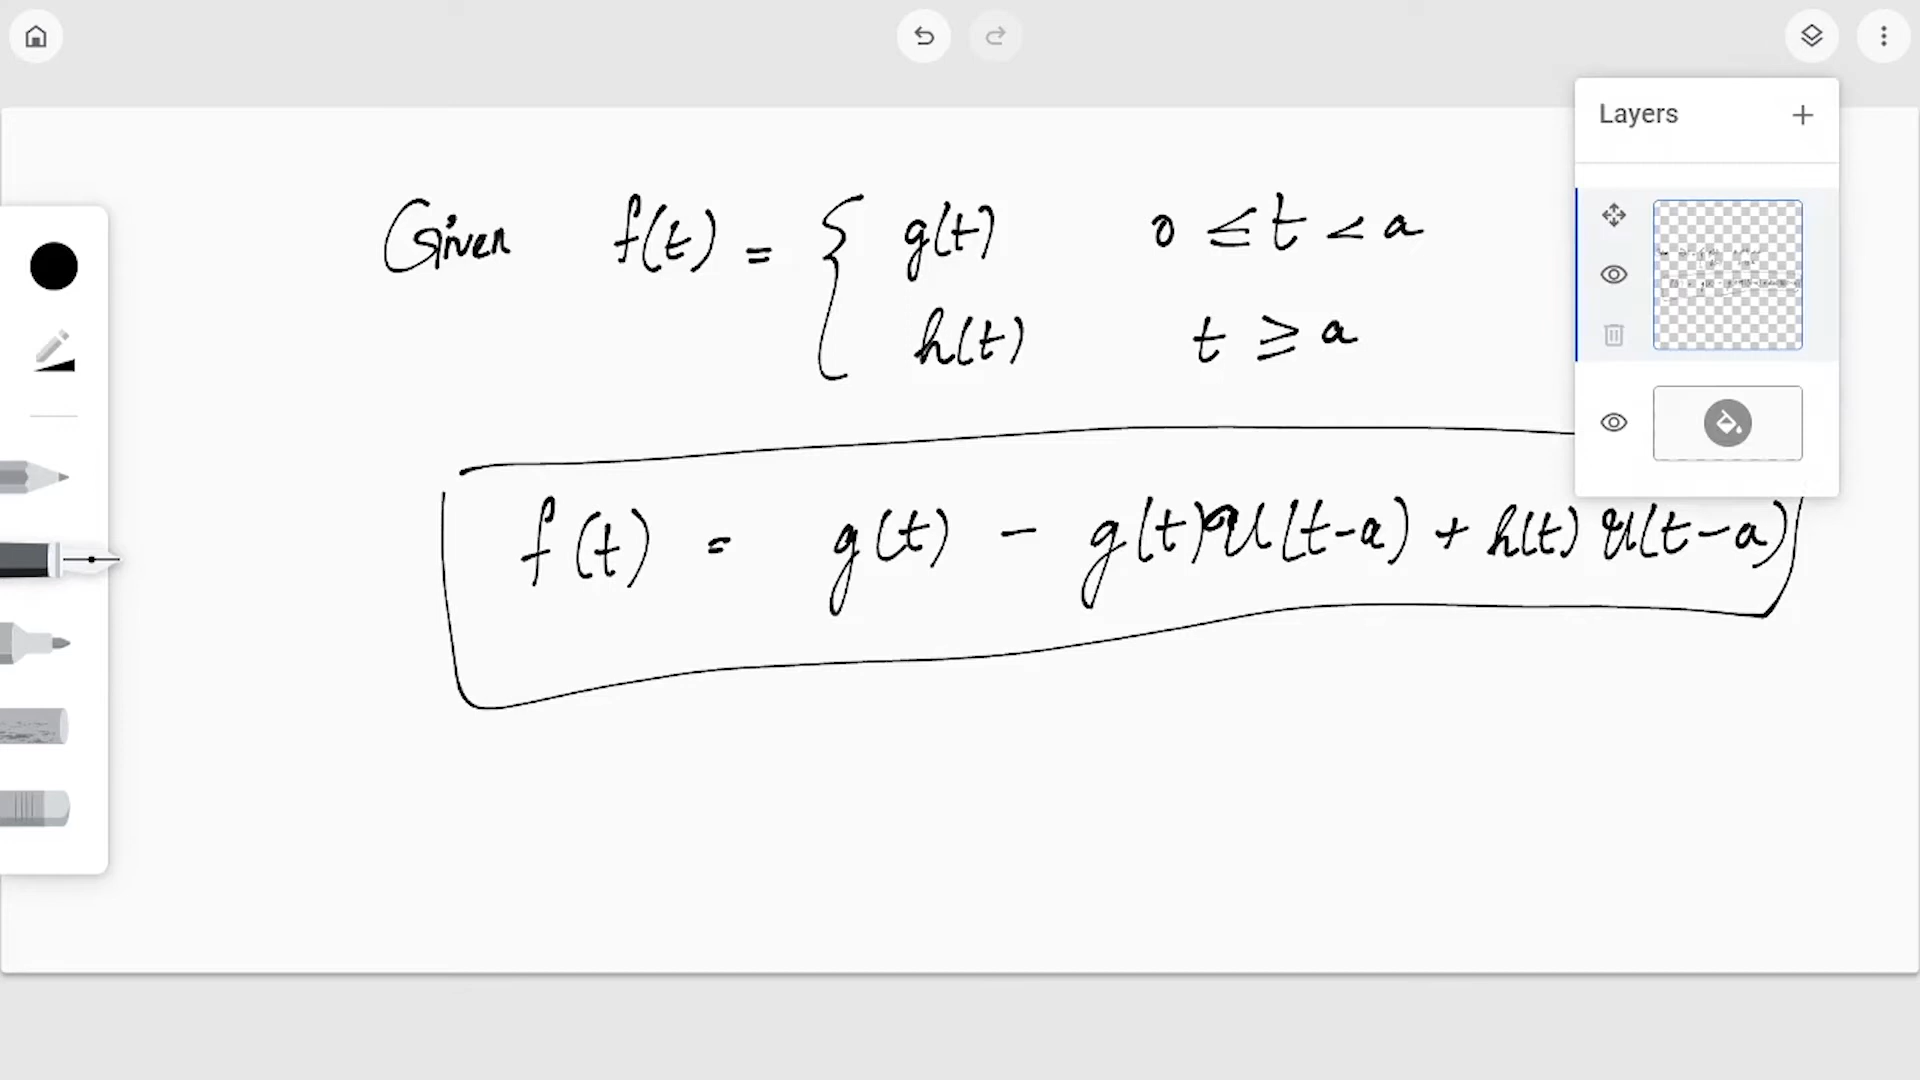 Layers
Given f(t) = { g(t) 0 ≤ t < a
h(t) t ≥ a
f(t) = g(t) - g(t)𝒰(t-a) + h(t) 𝒰(t-a)